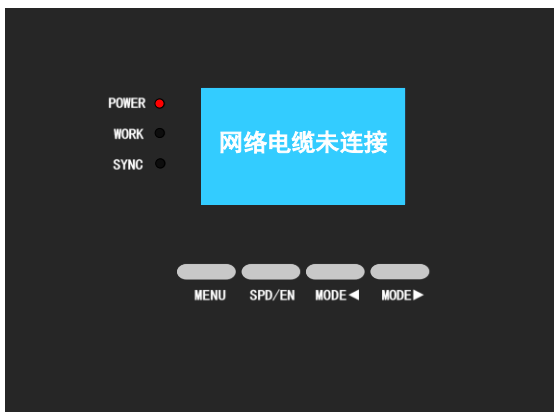 POWER
网络电缆未连接
WORK
SYNC
MENU SPD/EN MODE◀ MODE▶